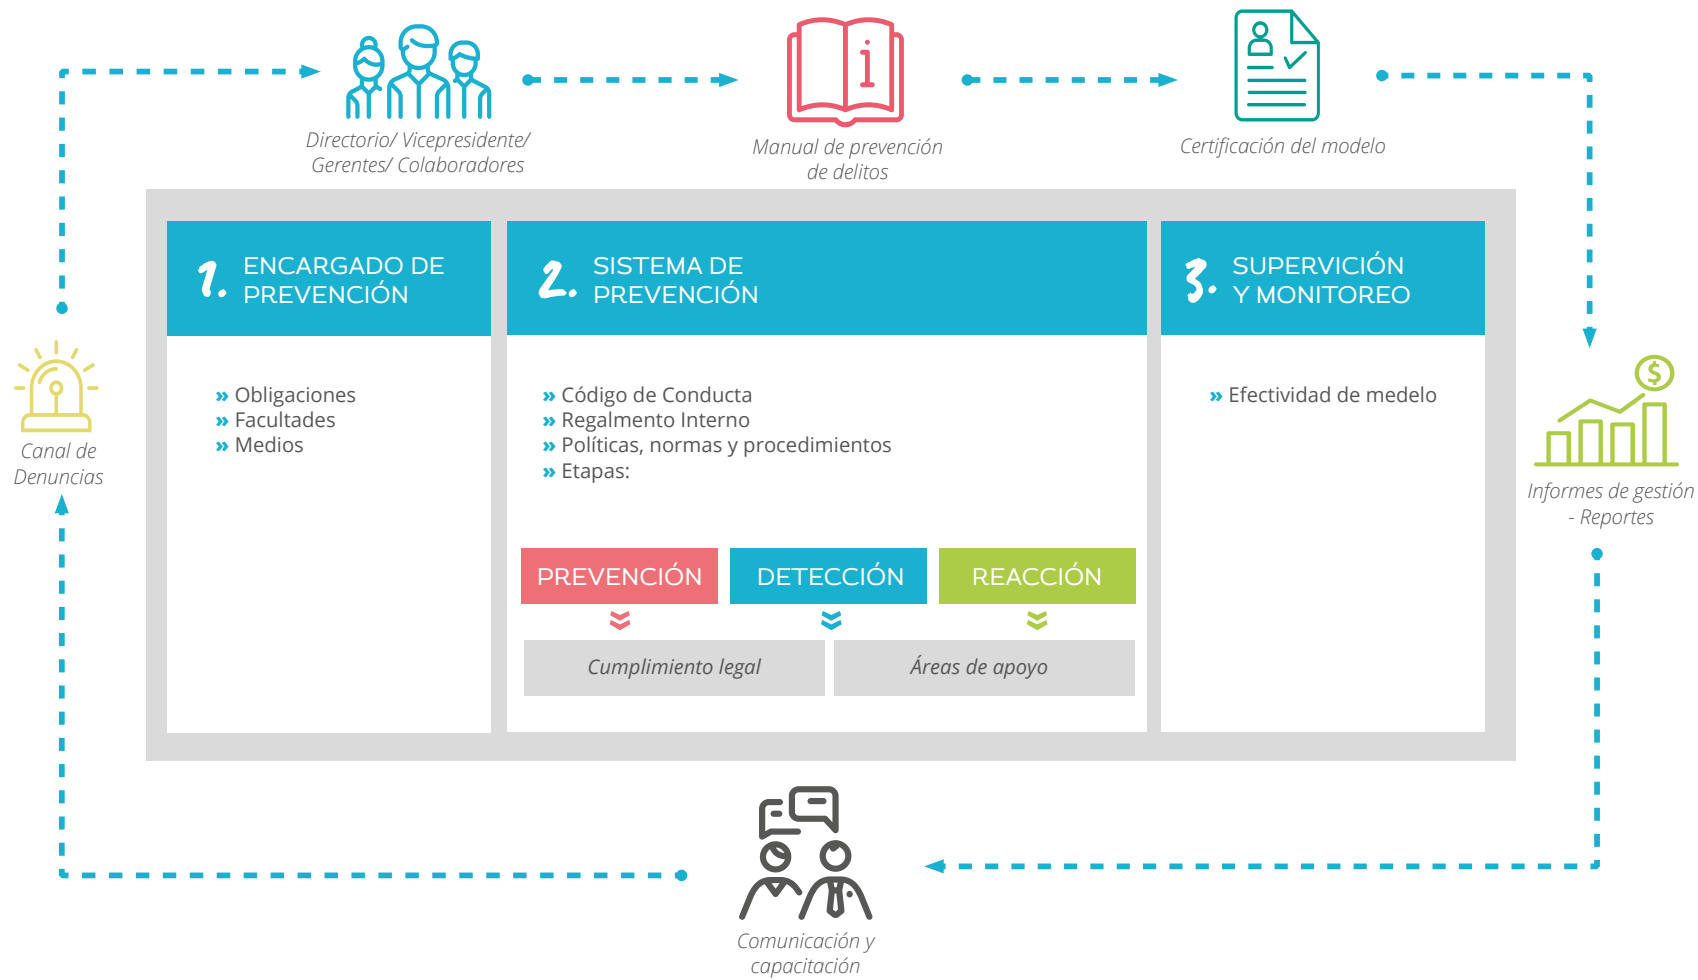 Directorio/ Vicepresidente/
Gerentes/ Colaboradores
Manual de prevención
de delitos
Certificación del modelo
1. ENCARGADO DE
PREVENCIÓN
» Obligaciones
» Facultades
» Medios
2. SISTEMA DE
PREVENCIÓN
» Código de Conducta
» Regalmento Interno
» Políticas, normas y procedimientos
» Etapas:
PREVENCIÓN
DETECCIÓN
REACCIÓN
Cumplimiento legal
Áreas de apoyo
3. SUPERVICIÓN
Y MONITOREO
» Efectividad de medelo
Canal de
Denuncias
$
Informes de gestión
- Reportes
Comunicación y
capacitación